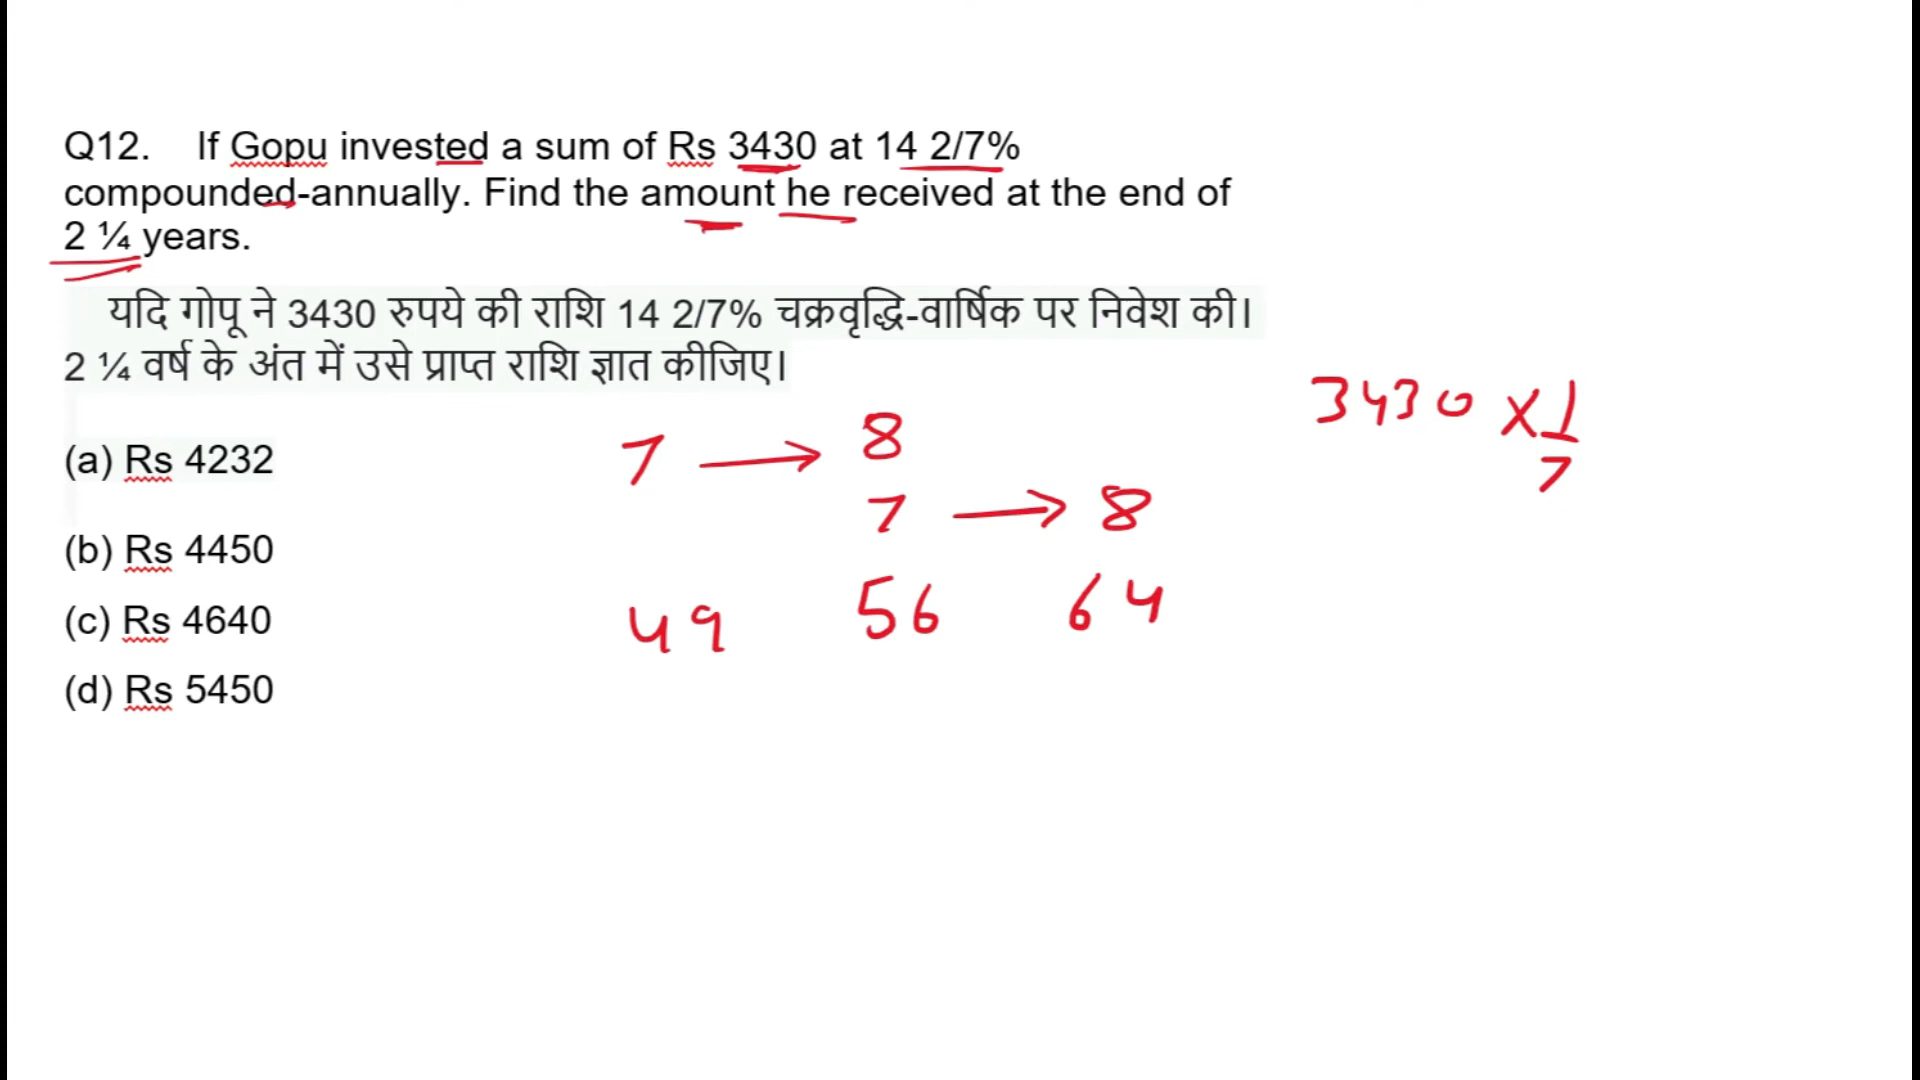 Q12. If Gopu invested a sum of Rs 3430 at 14 2/7%
compounded-annually. Find the amount he received at the end of
2 ¼ years.
यदि गोपू ने 3430 रुपये की राशि 14 2/7% चक्रवृद्धि-वार्षिक पर निवेश की।
2 ¼ वर्ष के अंत में उसे प्राप्त राशि ज्ञात कीजिए।
(a) Rs 4232
(b) Rs 4450
(c) Rs 4640
(d) Rs 5450
7 → 8
7 → 8
49 56 64
3430 × 1/7